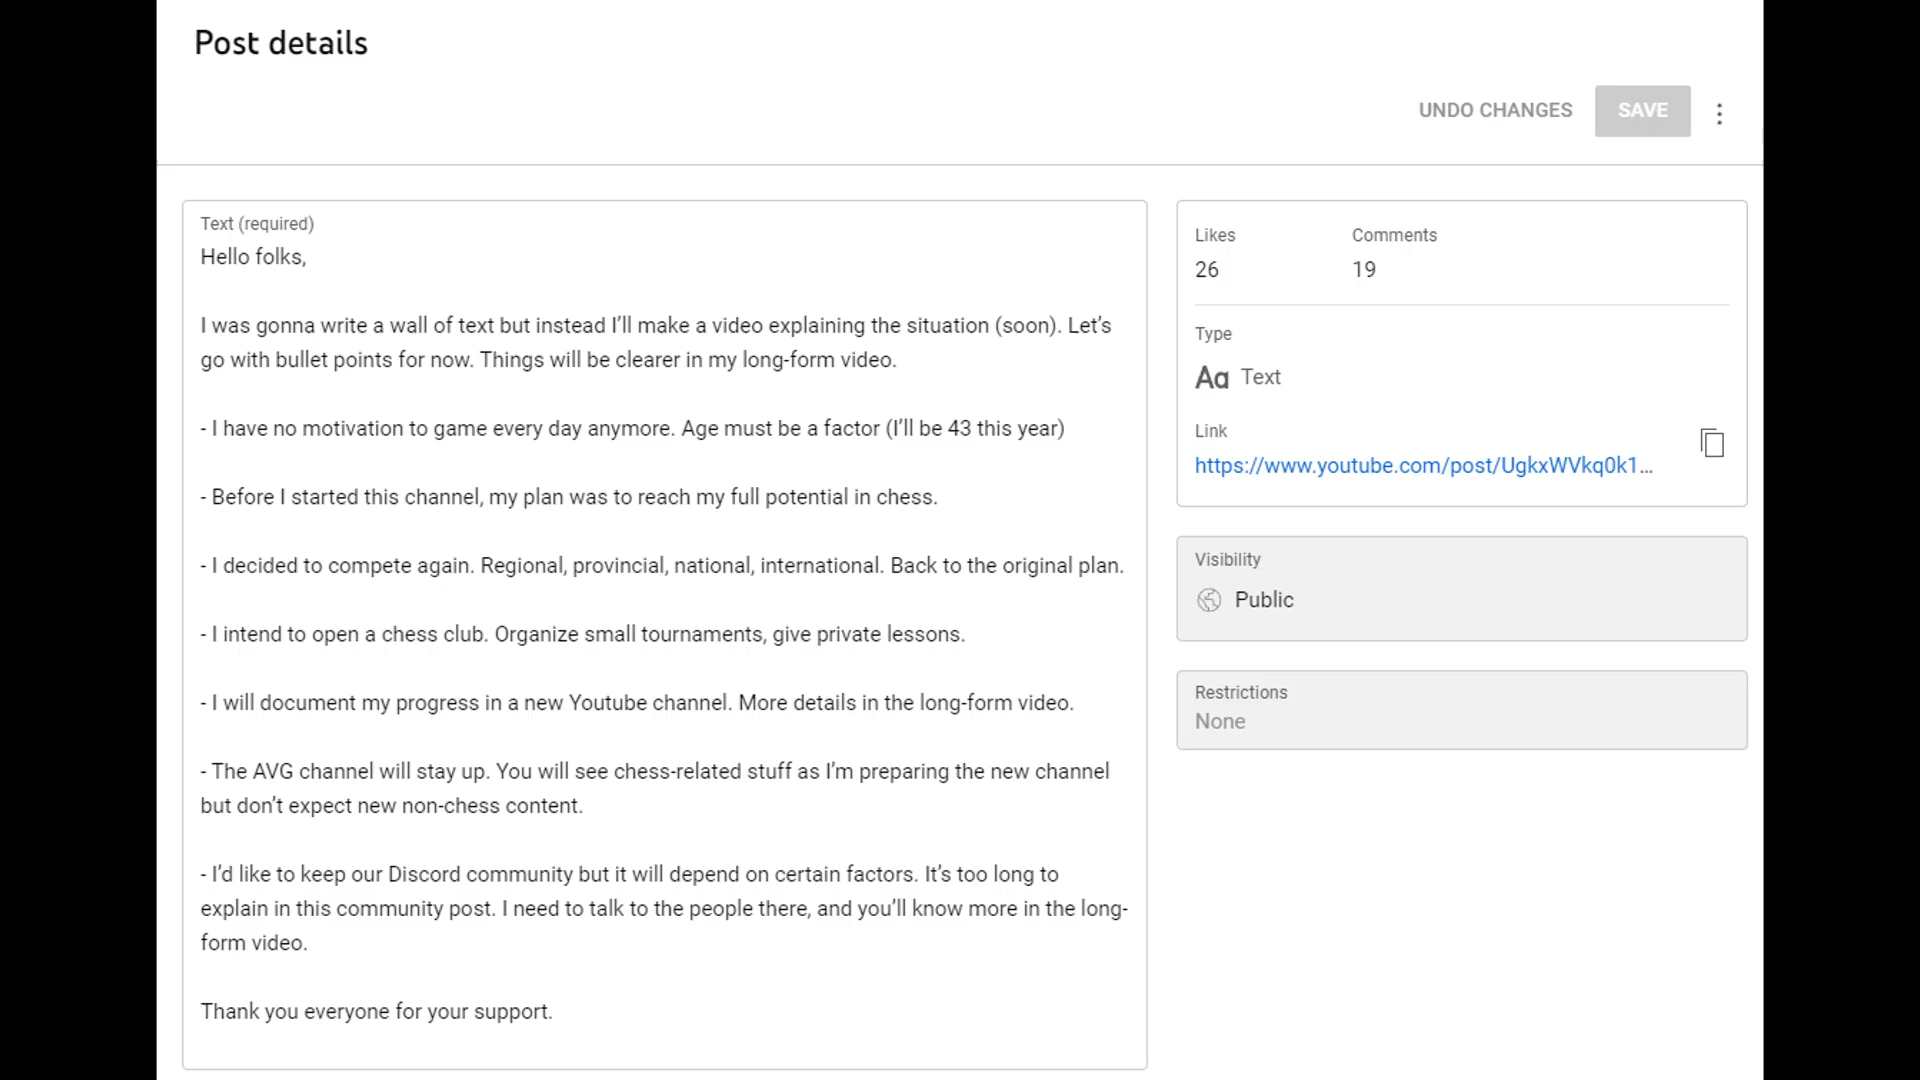 Post details
UNDO CHANGES
SAVE
Text (required)
Hello folks,
I was gonna write a wall of text but instead I’ll make a video explaining the situation (soon). Let’s
go with bullet points for now. Things will be clearer in my long-form video.
- I have no motivation to game every day anymore. Age must be a factor (I’ll be 43 this year)
- Before I started this channel, my plan was to reach my full potential in chess.
- I decided to compete again. Regional, provincial, national, international. Back to the original plan.
- I intend to open a chess club. Organize small tournaments, give private lessons.
- I will document my progress in a new Youtube channel. More details in the long-form video.
- The AVG channel will stay up. You will see chess-related stuff as I’m preparing the new channel
but don’t expect new non-chess content.
- I’d like to keep our Discord community but it will depend on certain factors. It’s too long to
explain in this community post. I need to talk to the people there, and you’ll know more in the long-
form video.
Thank you everyone for your support.
Likes
Comments
26
19
Type
Aa Text
Link
https://www.youtube.com/post/UgkxWVkq0k1...
Visibility
Public
Restrictions
None